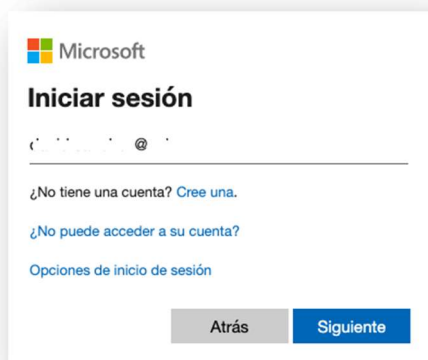 Microsoft
Iniciar sesión
@
¿No tiene una cuenta? Cree una.
¿No puede acceder a su cuenta?
Opciones de inicio de sesión
Atrás Siguiente